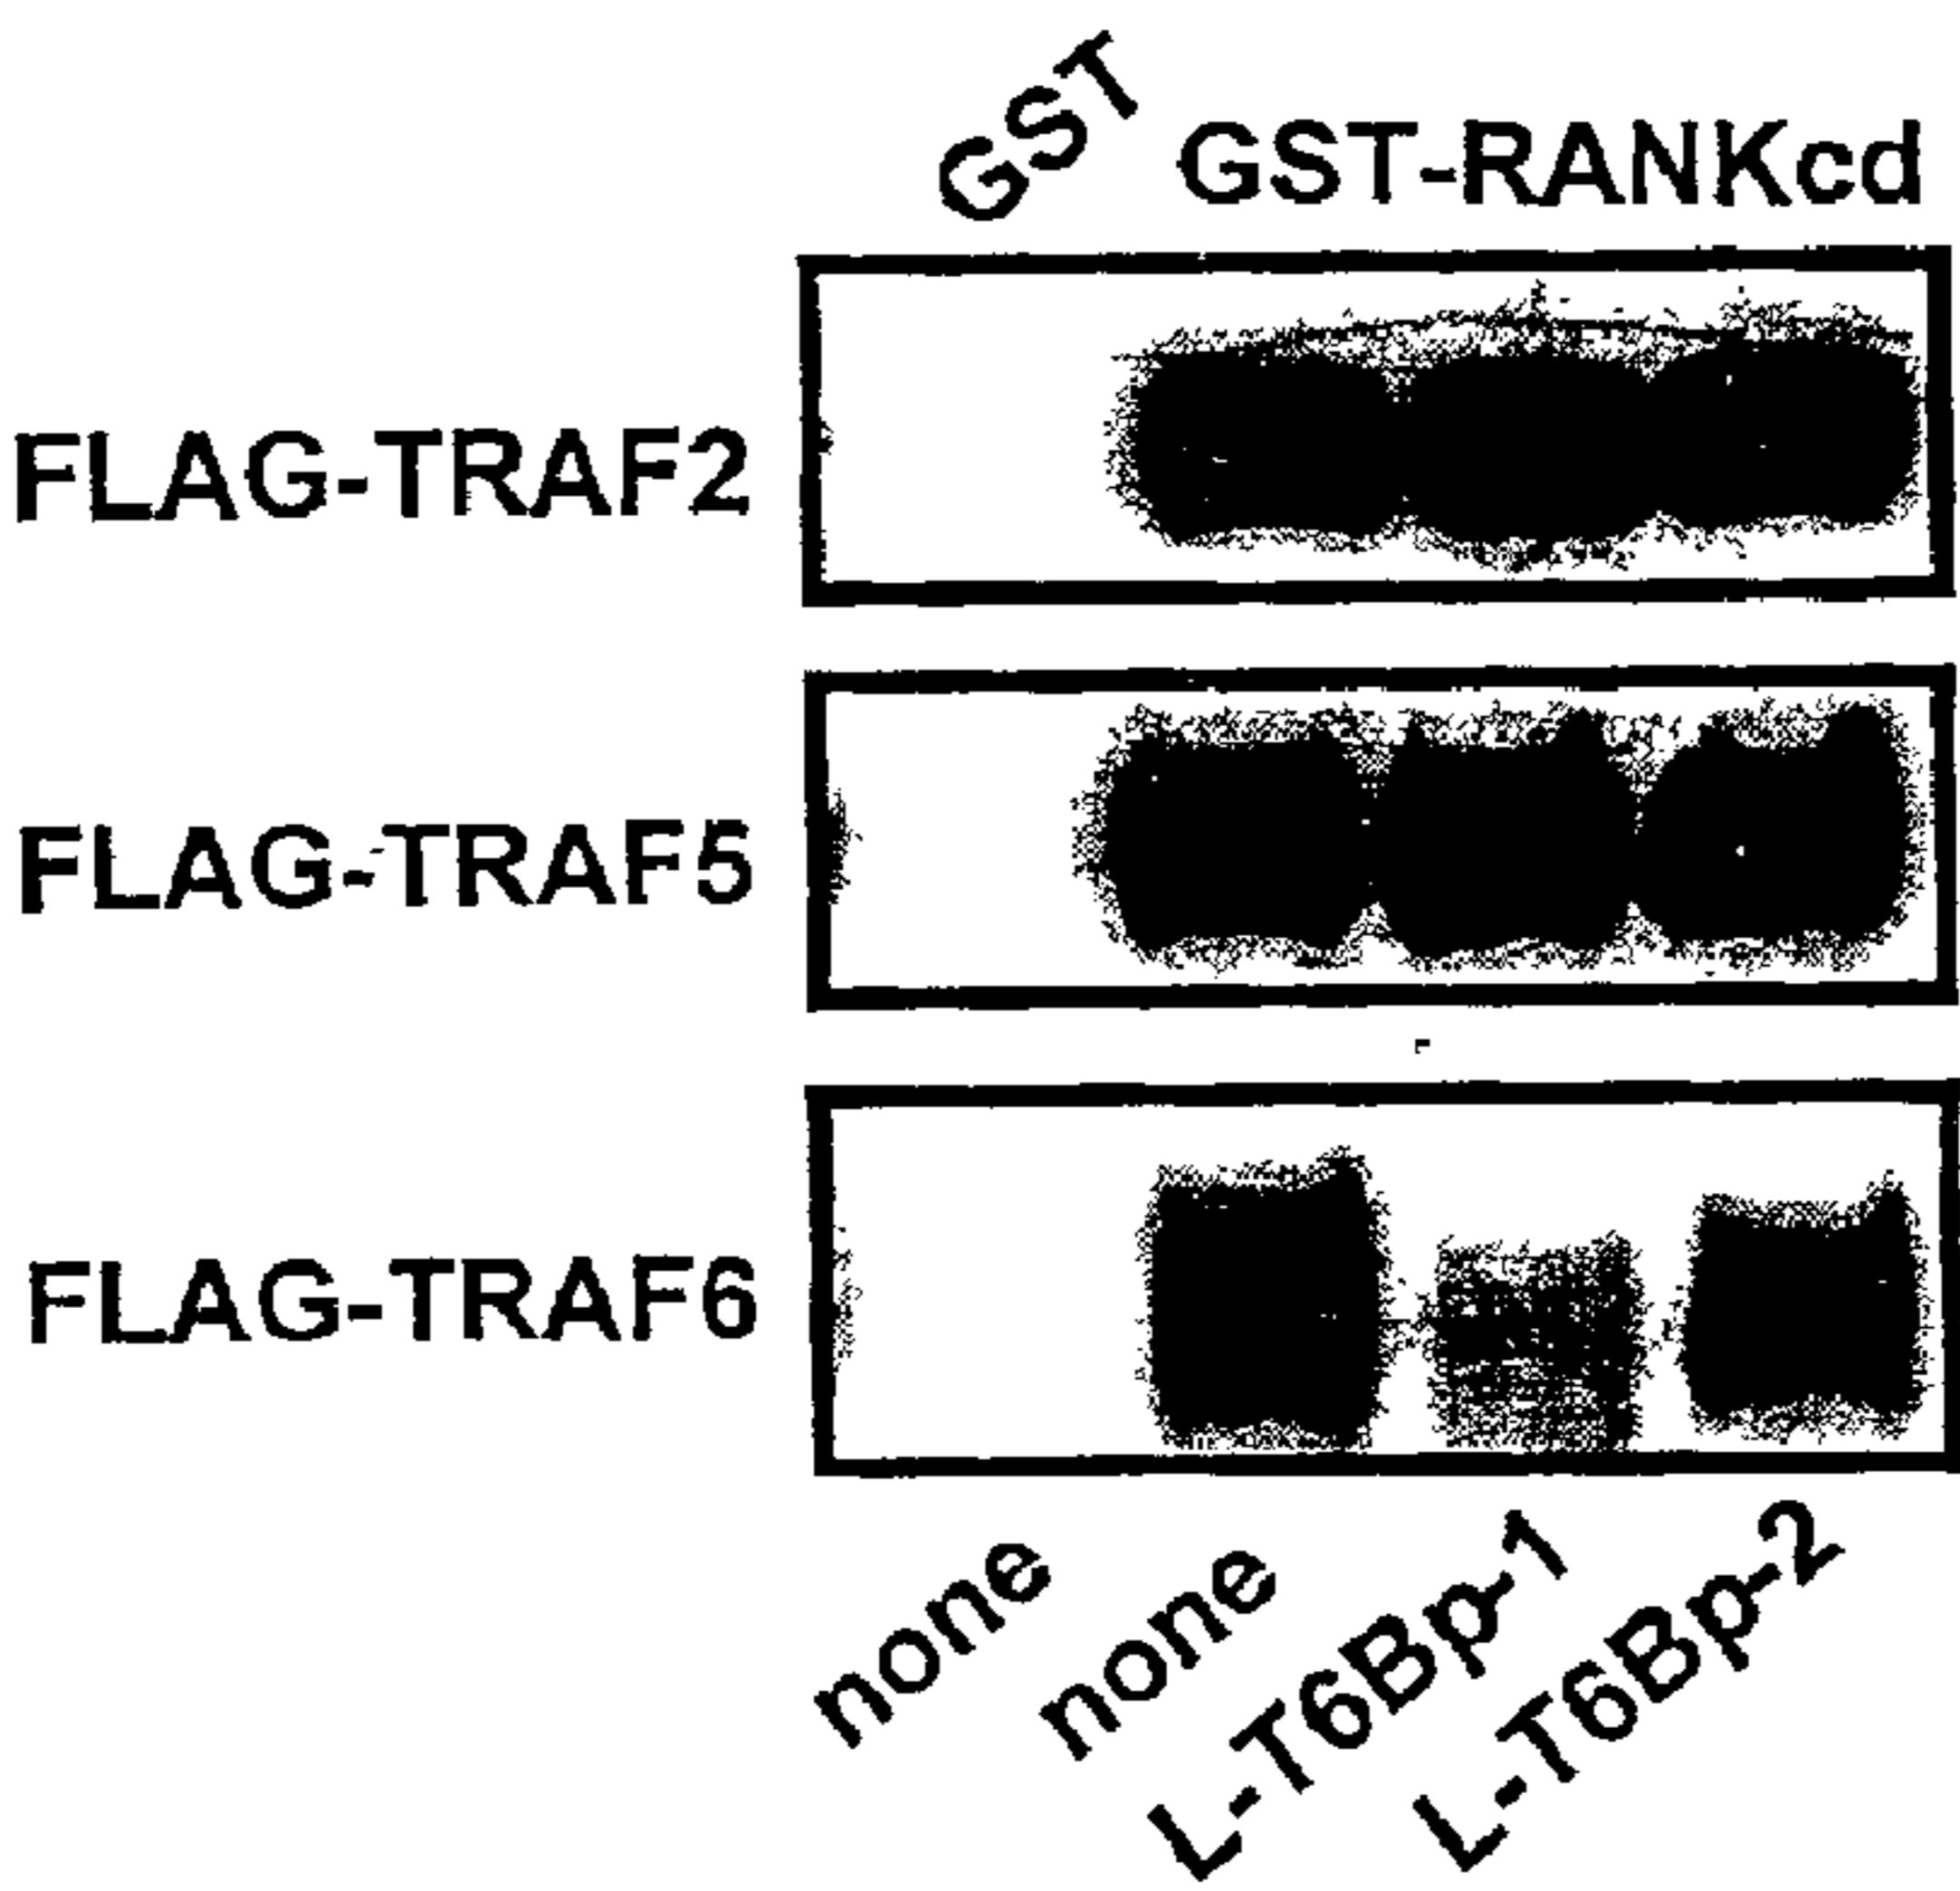 GST GST-RANKcd
FLAG-TRAF2
FLAG-TRAF5
FLAG-TRAF6
none none L-T6Bp-1 L-T6Bp-2